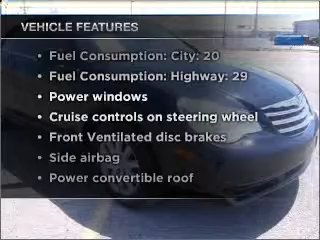 VEHICLE FEATURES
• Fuel Consumption: City: 20
• Fuel Consumption: Highway: 29
• Power windows
• Cruise controls on steering wheel
• Front Ventilated disc brakes
• Side airbag
• Power convertible roof